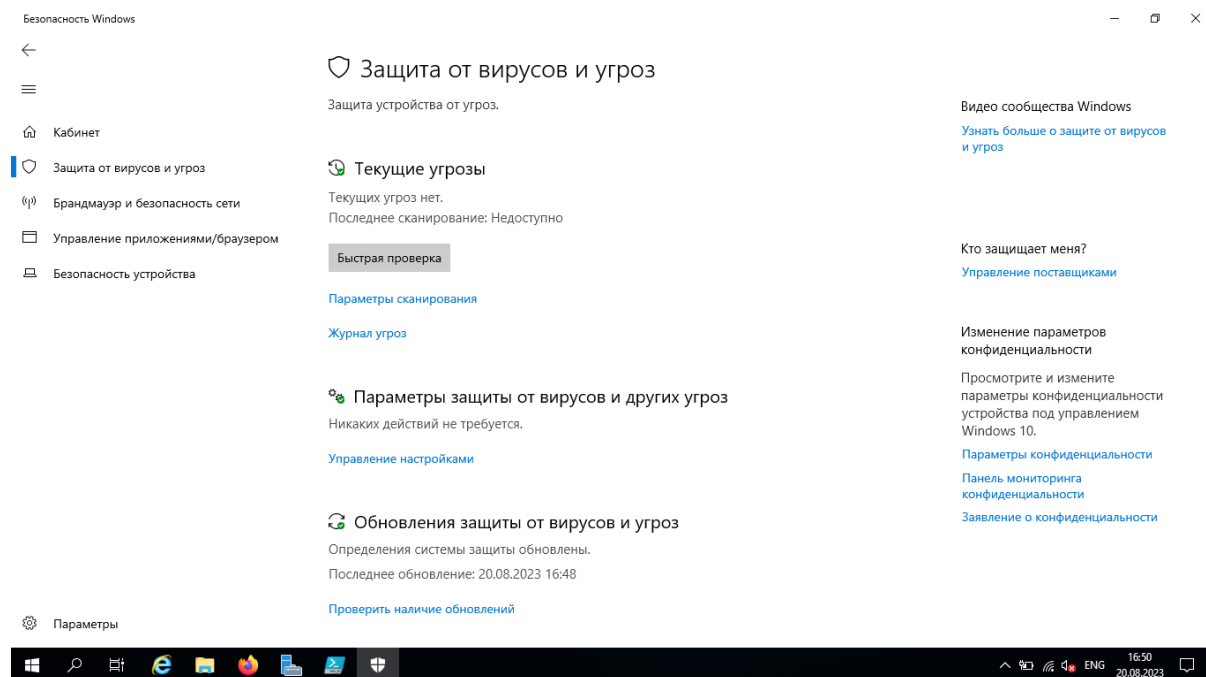 Безопасность Windows
Кабинет
Защита от вирусов и угроз
Брандмауэр и безопасность сети
Управление приложениями/браузером
Безопасность устройства
Параметры
Защита от вирусов и угроз
Защита устройства от угроз.
Текущие угрозы
Текущих угроз нет.
Последнее сканирование: Недоступно
Быстрая проверка
Параметры сканирования
Журнал угроз
Параметры защиты от вирусов и других угроз
Никаких действий не требуется.
Управление настройками
Обновления защиты от вирусов и угроз
Определения системы защиты обновлены.
Последнее обновление: 20.08.2023 16:48
Проверить наличие обновлений
Видео сообщества Windows
Узнать больше о защите от вирусов
и угроз
Кто защищает меня?
Управление поставщиками
Изменение параметров
конфиденциальности
Просмотрите и измените
параметры конфиденциальности
устройства под управлением
Windows 10.
Параметры конфиденциальности
Панель мониторинга
конфиденциальности
Заявление о конфиденциальности
ENG
16:50
20.08.2023